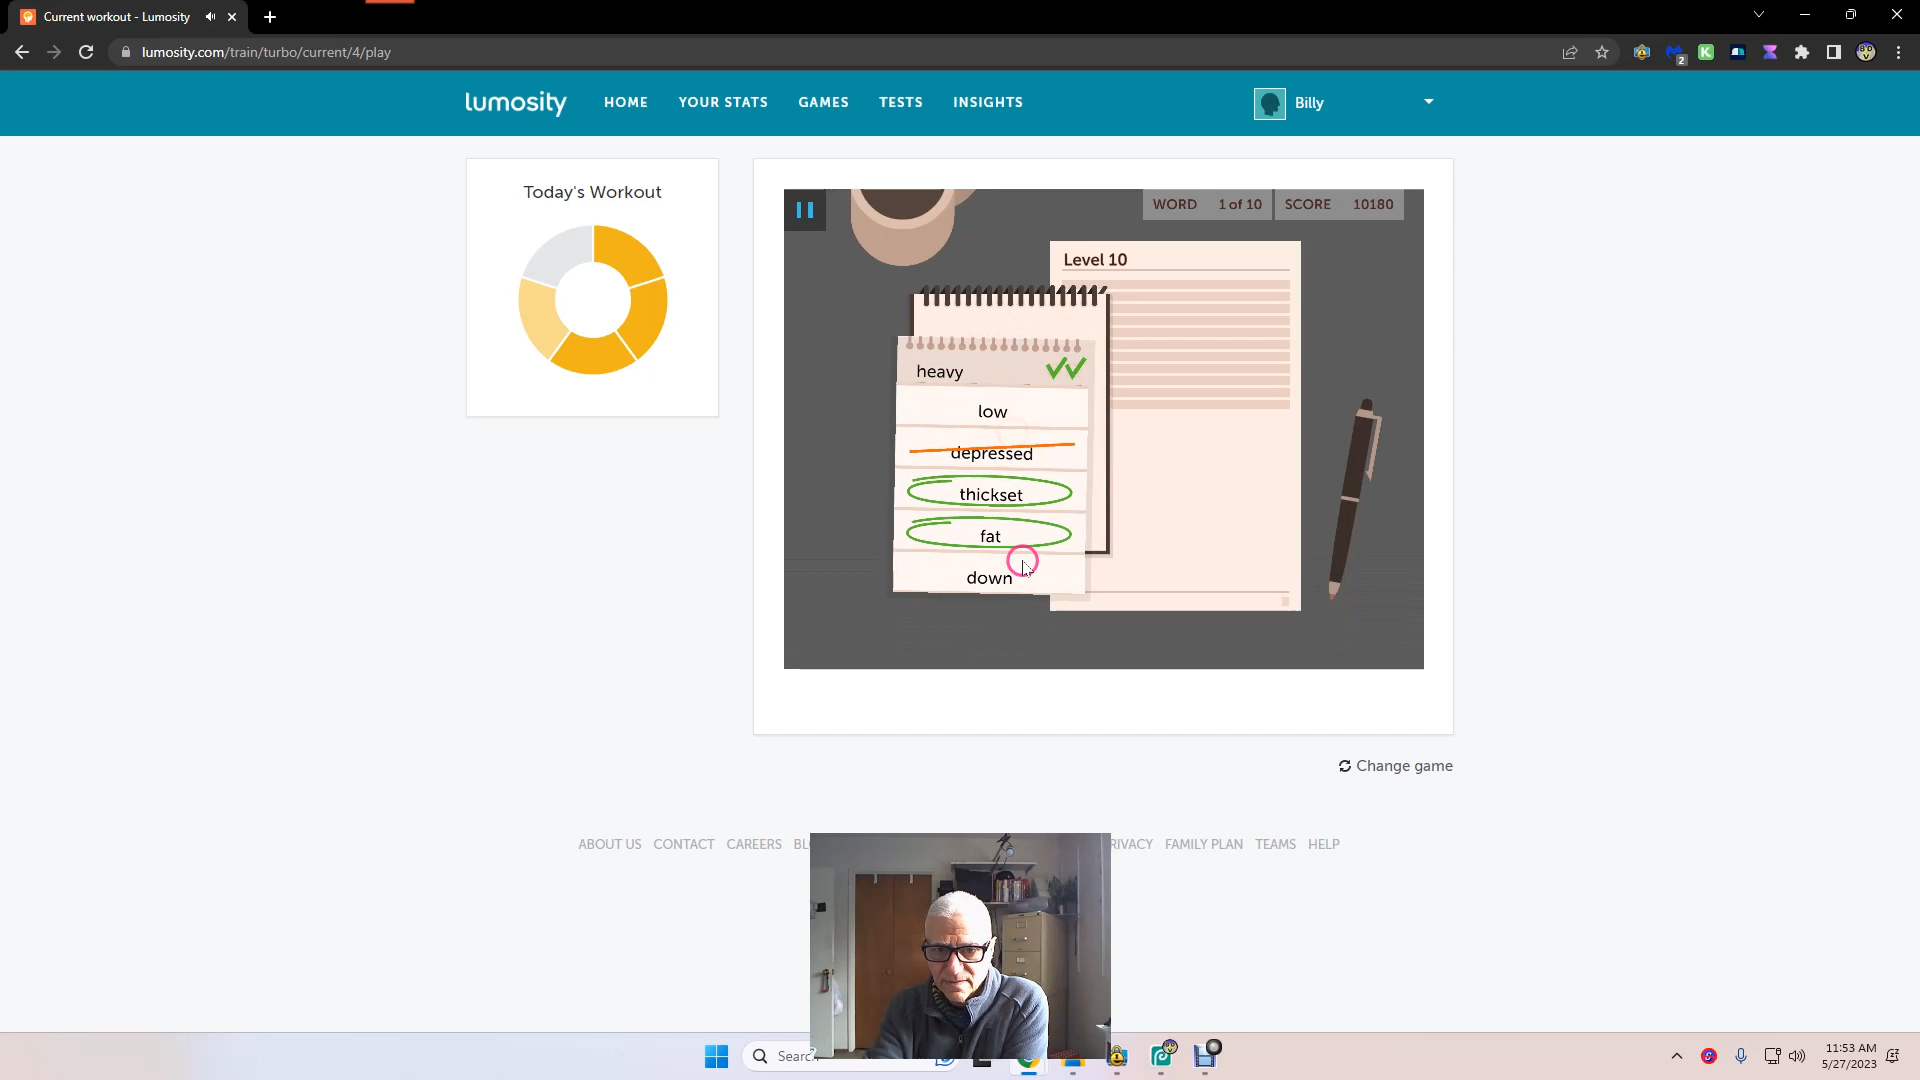 Current workout - Lumosity
lumosity.com/train/turbo/current/4/play
2
K
lumosity
HOME
YOUR STATS
GAMES
TESTS
INSIGHTS
Billy
Today's Workout
WORD 1 of 10
SCORE 10180
Level 10
heavy
low
depressed
thickset
fat
down
Change game
ABOUT US
CONTACT
CAREERS
FAMILY PLAN
TEAMS
HELP
11:53 AM
5/27/2023